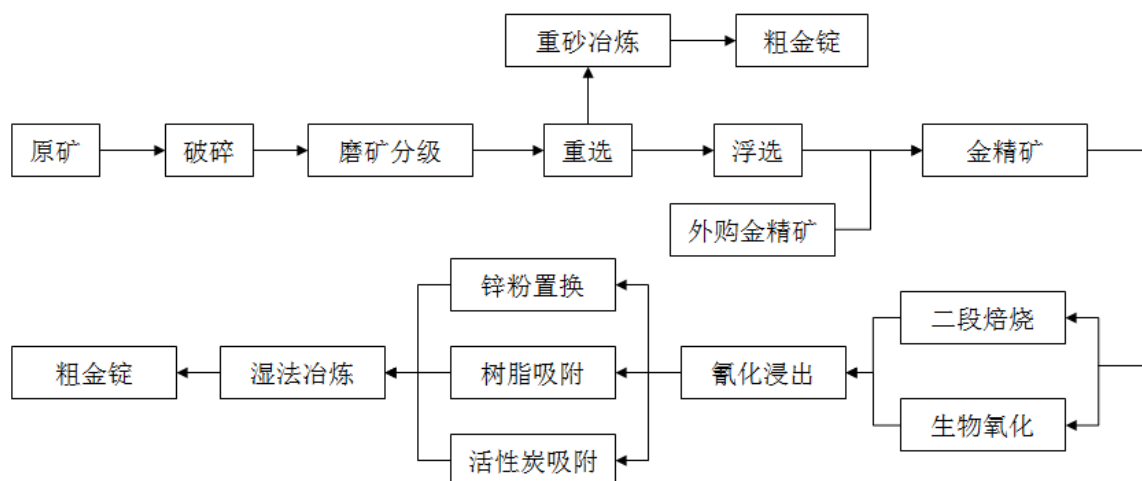 重砂冶炼
粗金锭
原矿
破碎
磨矿分级
重选
浮选
金精矿
外购金精矿
锌粉置换
二段焙烧
粗金锭
湿法冶炼
树脂吸附
氰化浸出
生物氧化
活性炭吸附